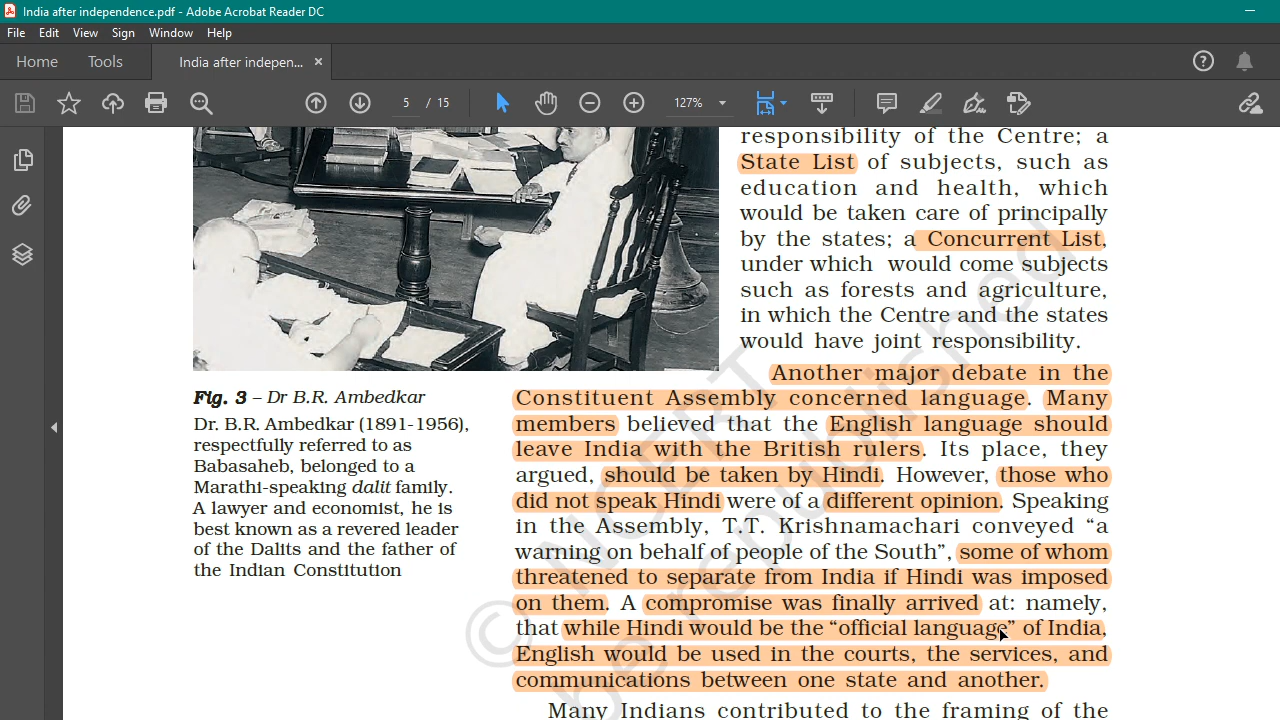 India after independence.pdf - Adobe Acrobat Reader DC
File Edit View Sign Window Help
Home Tools India after indepen... ×
5 / 15 127%
responsibility of the Centre; a
State List of subjects, such as
education and health, which
would be taken care of principally
by the states; a Concurrent List,
under which would come subjects
such as forests and agriculture,
in which the Centre and the states
would have joint responsibility.
Another major debate in the
Constituent Assembly concerned language. Many
members believed that the English language should
leave India with the British rulers. Its place, they
argued, should be taken by Hindi. However, those who
did not speak Hindi were of a different opinion. Speaking
in the Assembly, T.T. Krishnamachari conveyed “a
warning on behalf of people of the South”, some of whom
threatened to separate from India if Hindi was imposed
on them. A compromise was finally arrived at: namely,
that while Hindi would be the “official language” of India,
English would be used in the courts, the services, and
communications between one state and another.
Many Indians contributed to the framing of the
Fig. 3 – Dr B.R. Ambedkar
Dr. B.R. Ambedkar (1891-1956),
respectfully referred to as
Babasaheb, belonged to a
Marathi-speaking dalit family.
A lawyer and economist, he is
best known as a revered leader
of the Dalits and the father of
the Indian Constitution
© NCERT
be republished